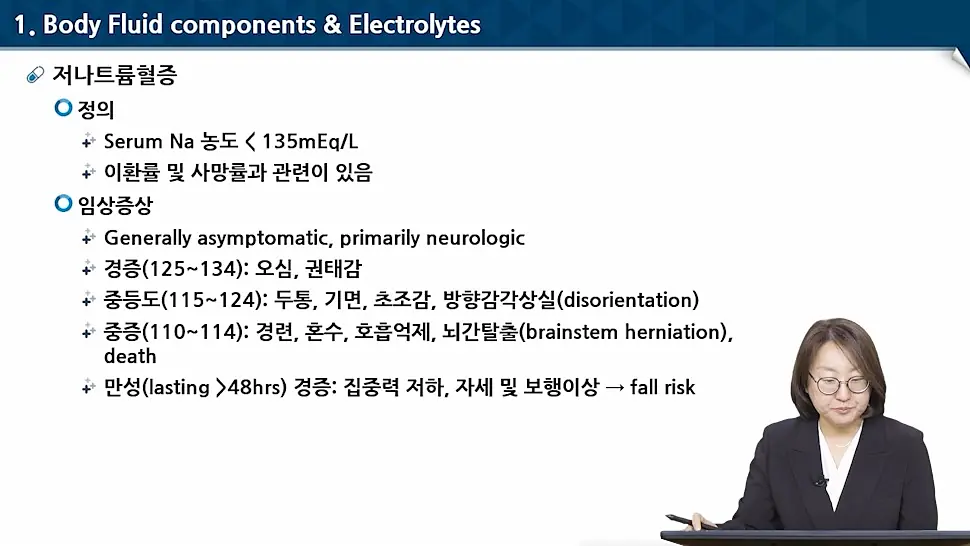 1. Body Fluid components & Electrolytes
저나트륨혈증
정의
Serum Na 농도 < 135mEq/L
이환률 및 사망률과 관련이 있음
임상증상
Generally asymptomatic, primarily neurologic
경증(125~134): 오심, 권태감
중등도(115~124): 두통, 기면, 초조감, 방향감각상실(disorientation)
중증(110~114): 경련, 혼수, 호흡억제, 뇌간탈출(brainstem herniation),
death
만성(lasting >48hrs) 경증: 집중력 저하, 자세 및 보행이상 → fall risk